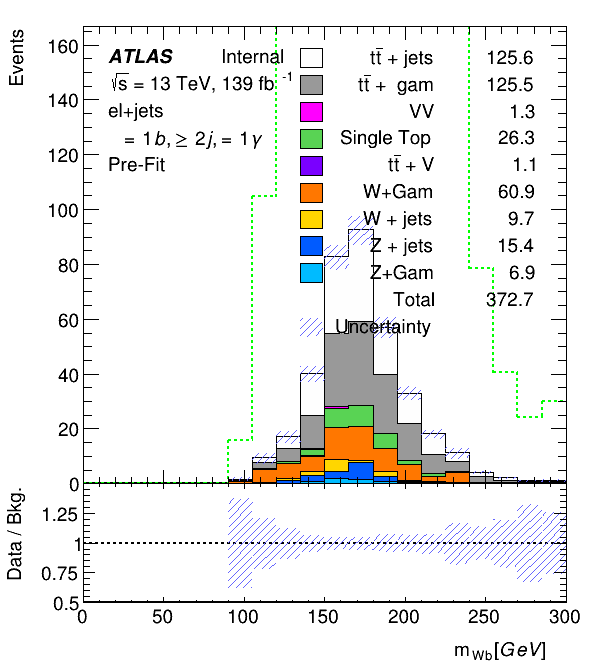 Events
160
140
120
100
80
60
40
20
0
ATLAS Internal
√s = 13 TeV, 139 fb⁻¹
el+jets
= 1b, ≥ 2j, = 1γ
Pre-Fit
tt̄ + jets 125.6
tt̄ + gam 125.5
VV 1.3
Single Top 26.3
tt̄ + V 1.1
W+Gam 60.9
W + jets 9.7
Z + jets 15.4
Z+Gam 6.9
Total 372.7
Uncertainty
Data / Bkg.
1.25
1
0.75
0.5
0 50 100 150 200 250 300
m_Wb[GeV]